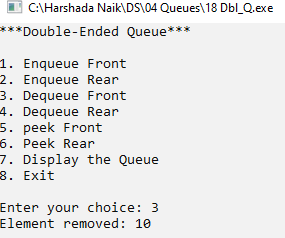 C:\Harshada Naik\DS\04 Queues\18 Dbl_Q.exe
***Double-Ended Queue***
1. Enqueue Front
2. Enqueue Rear
3. Dequeue Front
4. Dequeue Rear
5. peek Front
6. Peek Rear
7. Display the Queue
8. Exit
Enter your choice: 3
Element removed: 10